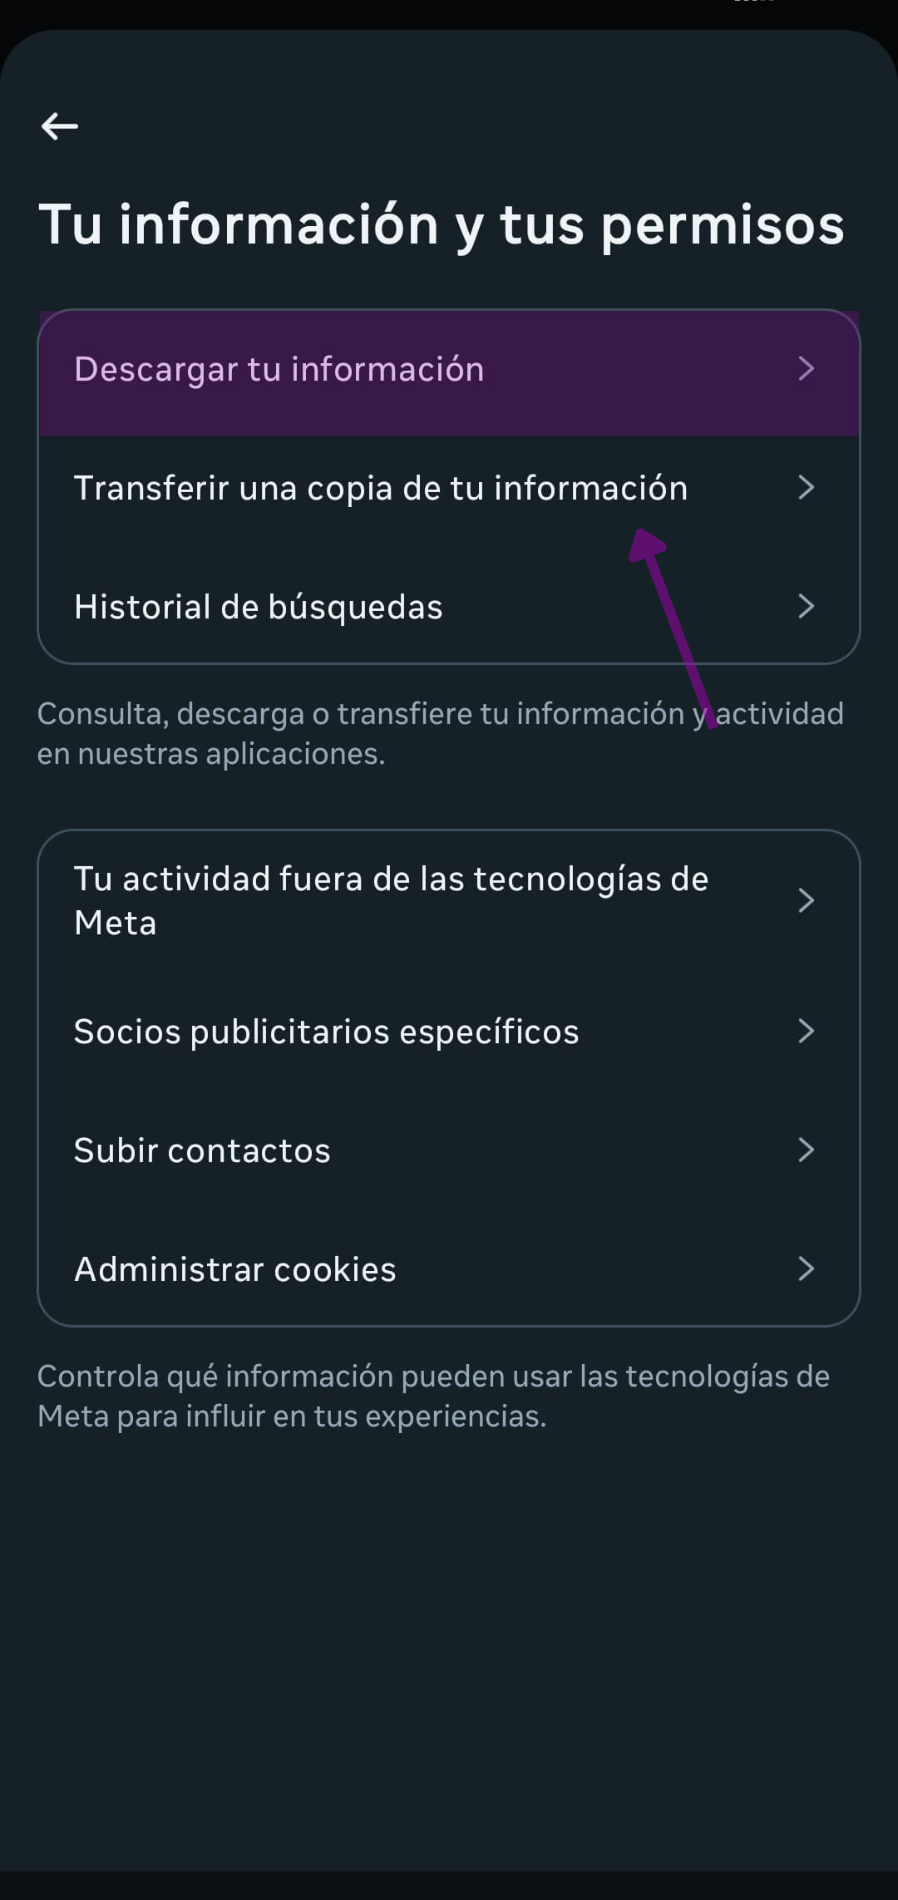 Tu información y tus permisos
Descargar tu información
Transferir una copia de tu información
Historial de búsquedas
Consulta, descarga o transfiere tu información y actividad
en nuestras aplicaciones.
Tu actividad fuera de las tecnologías de
Meta
Socios publicitarios específicos
Subir contactos
Administrar cookies
Controla qué información pueden usar las tecnologías de
Meta para influir en tus experiencias.